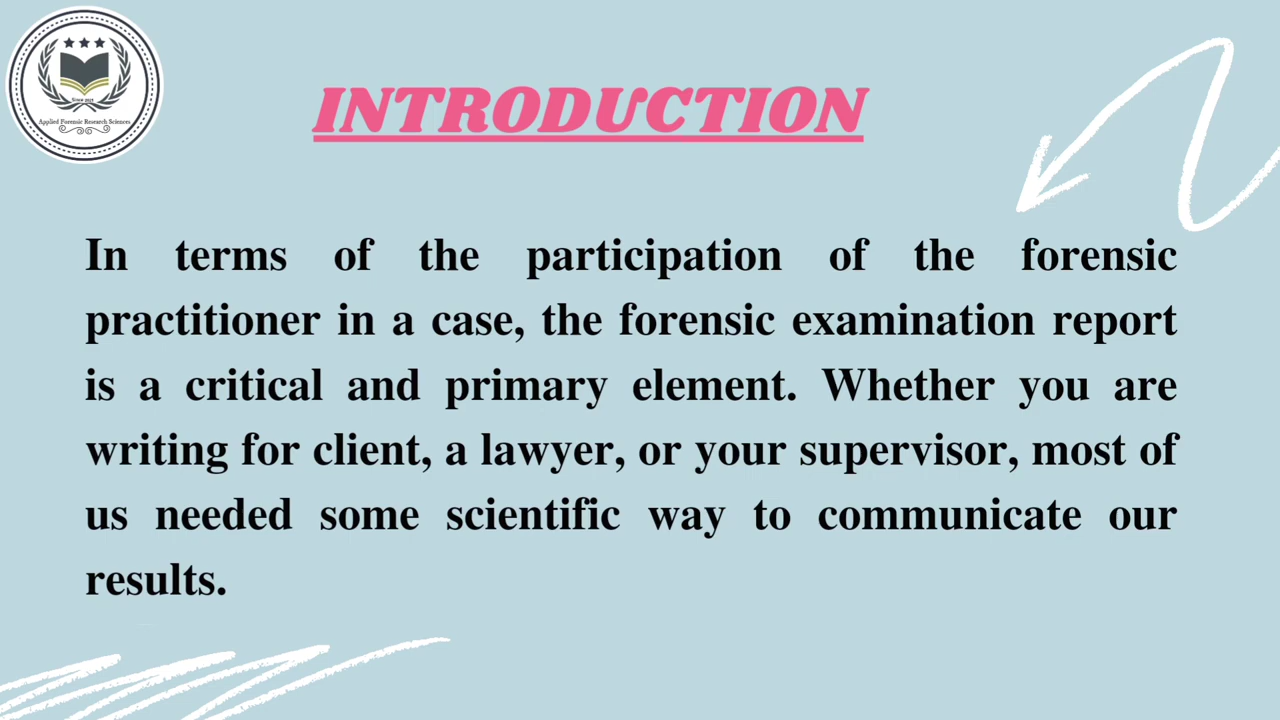 Since 2021
Applied Forensic Research Sciences
INTRODUCTION
In terms of the participation of the forensic
practitioner in a case, the forensic examination report
is a critical and primary element. Whether you are
writing for client, a lawyer, or your supervisor, most of
us needed some scientific way to communicate our
results.